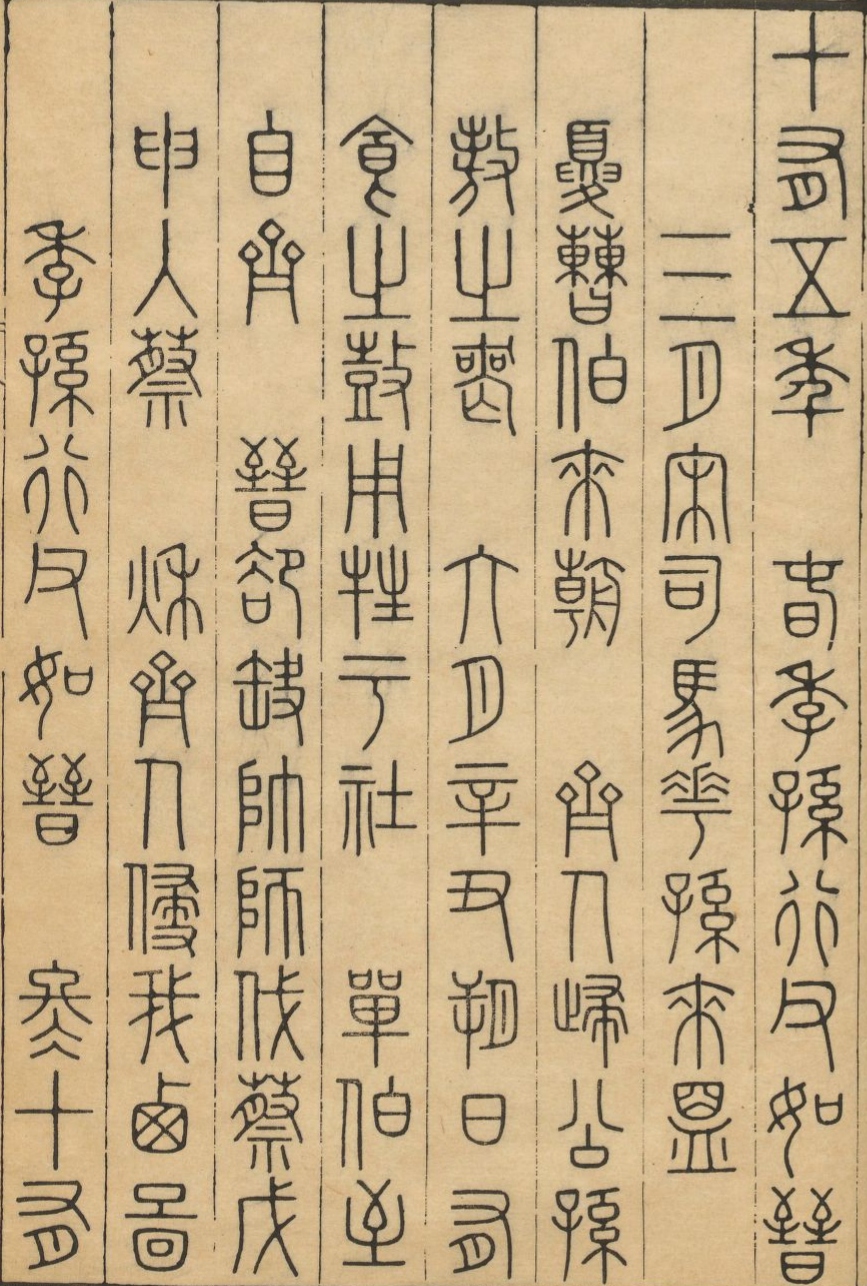 十有五年 春季孫行父如晉
三月宋司馬華孫來盟
夏曹伯來朝 齊人歸公孫
敖之喪 六月辛丑朔日有
食之鼓用牲于社 單伯至
自齊 晉郤缺帥師伐蔡戊
申入蔡 秋齊人侵我西啚
季孫行父如晉 冬十有